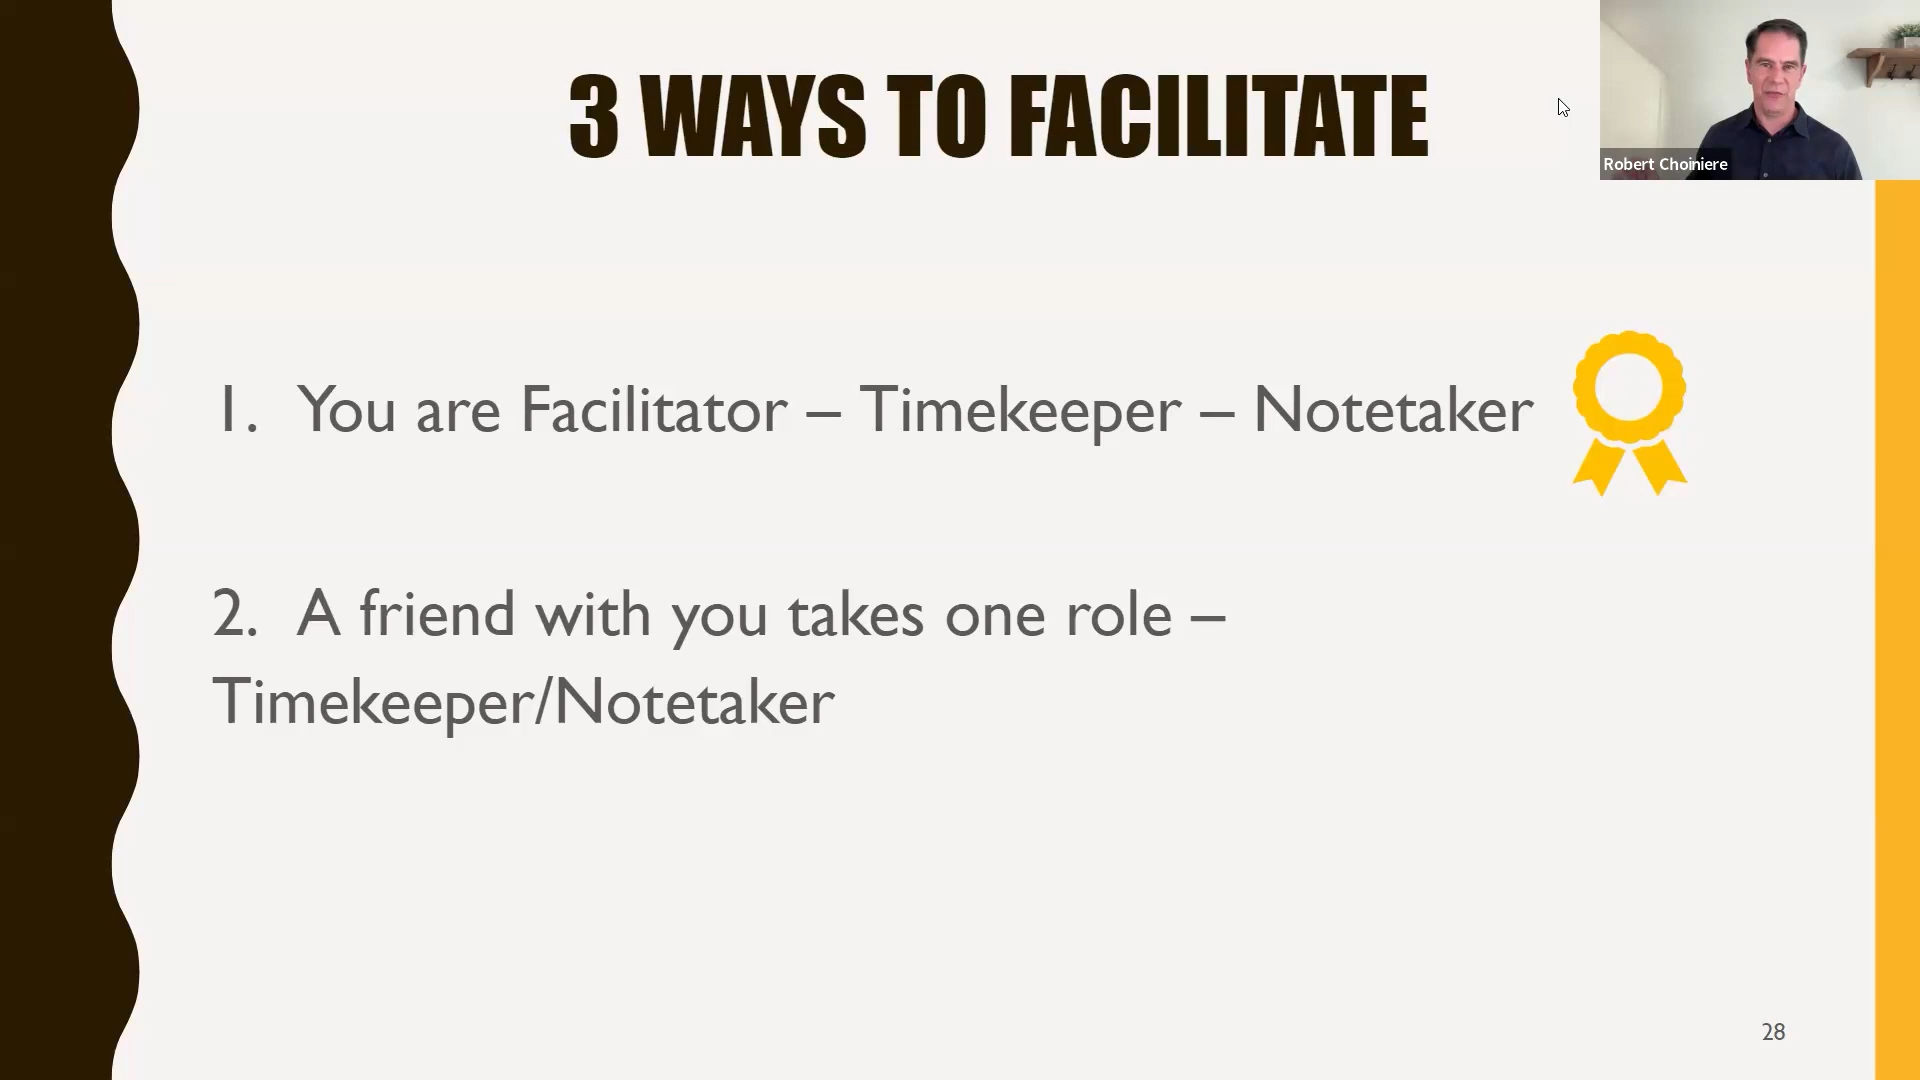 3 WAYS TO FACILITATE
Robert Choiniere
1. You are Facilitator – Timekeeper – Notetaker
2. A friend with you takes one role –
Timekeeper/Notetaker
28